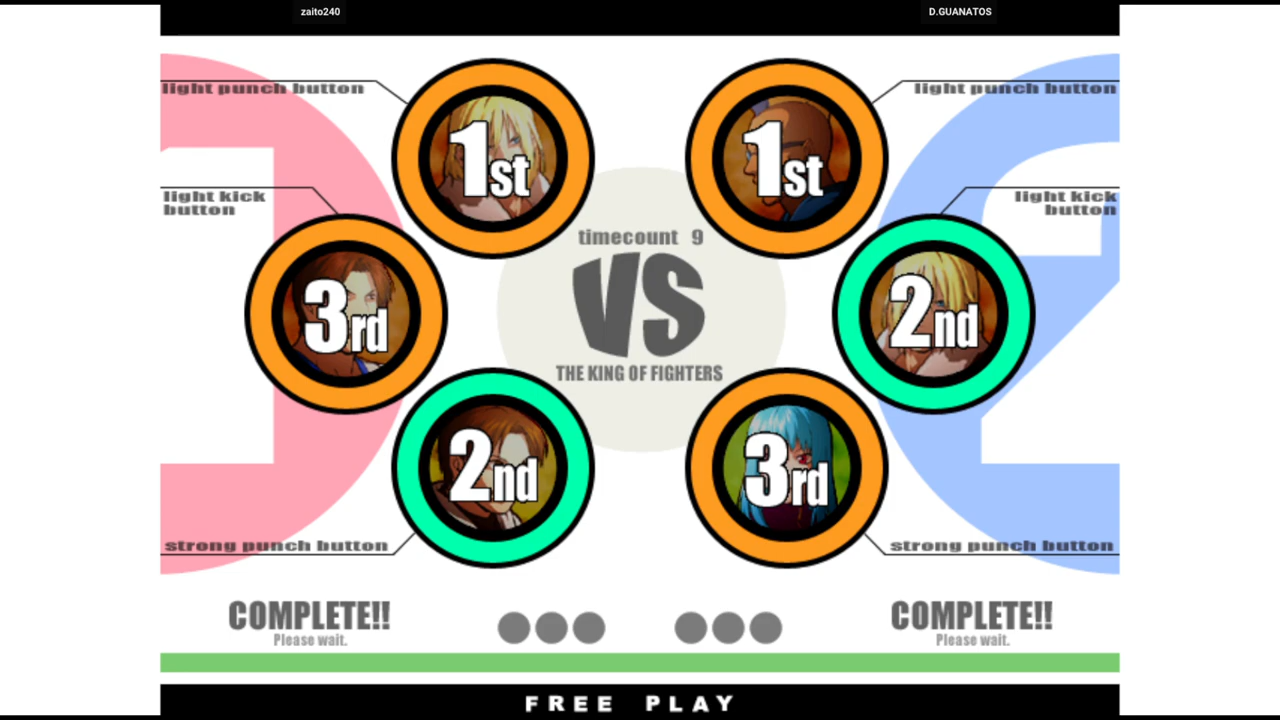 zaito240
D.GUANATOS
light punch button
light punch button
1st
1st
light kick
button
light kick
button
timecount 9
VS
THE KING OF FIGHTERS
3rd
2nd
2nd
3rd
strong punch button
strong punch button
COMPLETE!!
Please wait.
COMPLETE!!
Please wait.
FREE PLAY